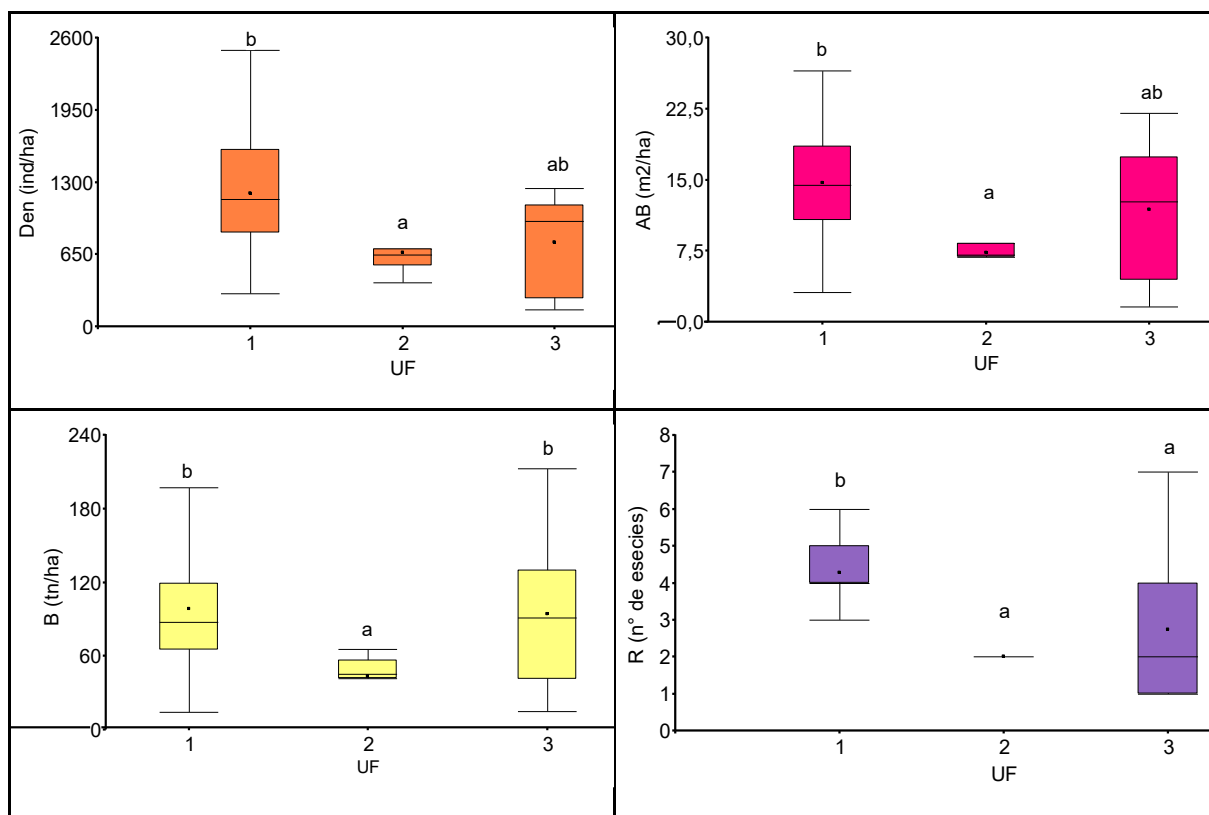 Den (ind/ha)
2600
1950
1300
650
0
b
a
ab
1
2
3
UF
AB (m2/ha)
30,0
22,5
15,0
7,5
0,0
b
a
ab
1
2
3
UF
B (tn/ha)
240
180
120
60
0
b
a
b
1
2
3
UF
R (n° de esecies)
8
7
6
5
4
3
2
1
0
b
a
a
1
2
3
UF